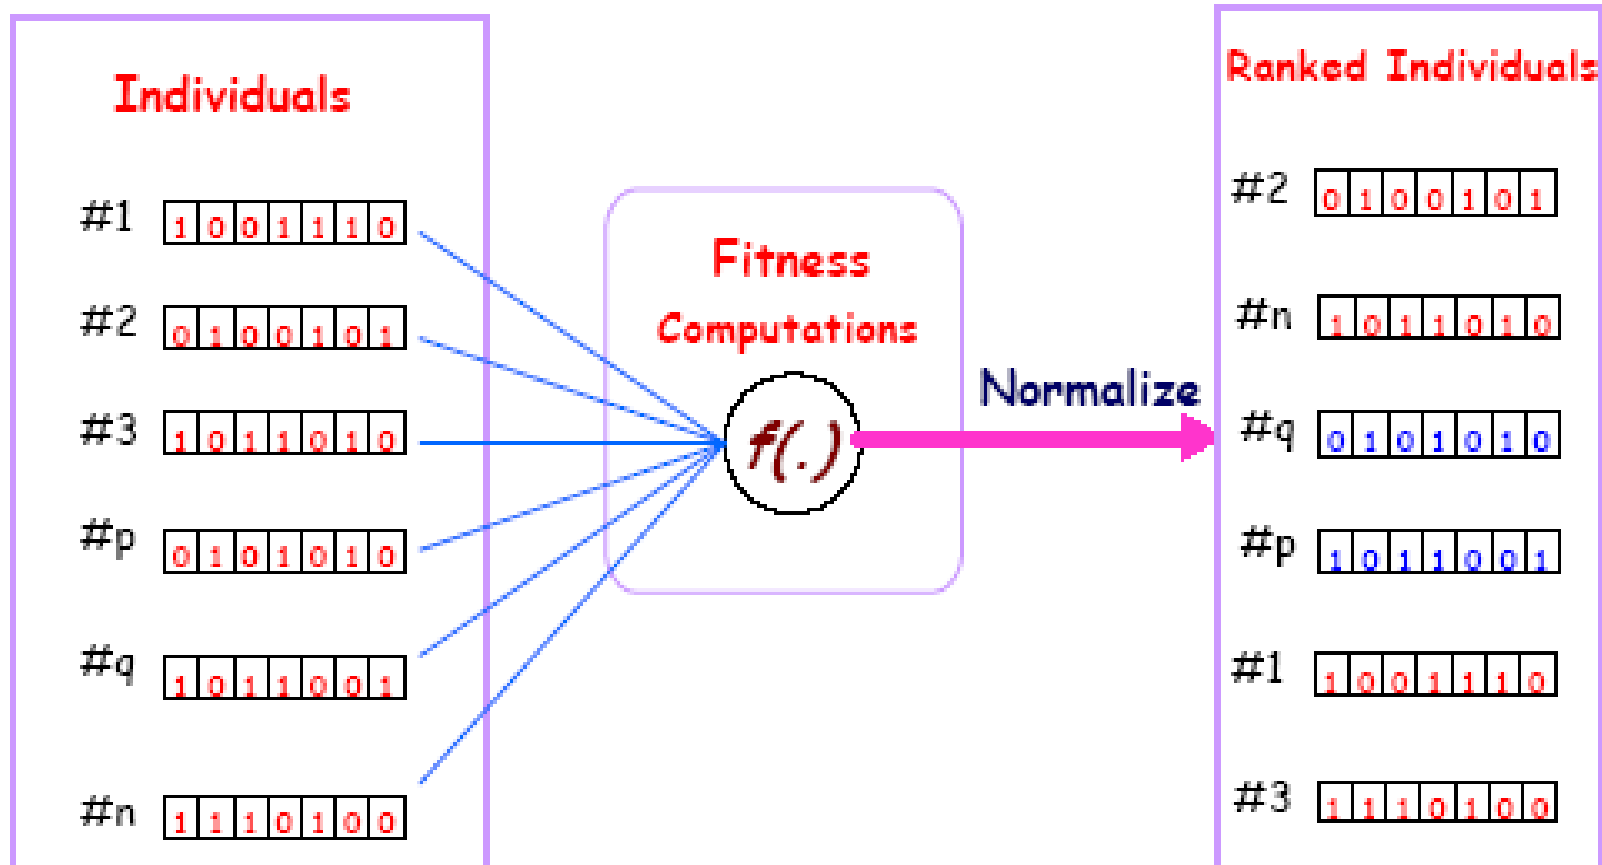 Individuals
#1 1 0 0 1 1 1 0
#2 0 1 0 0 1 0 1
#3 1 0 1 1 0 1 0
#p 0 1 0 1 0 1 0
#q 1 0 1 1 0 0 1
#n 1 1 1 0 1 0 0
Fitness
Computations
f(.)
Normalize
Ranked Individuals
#2 0 1 0 0 1 0 1
#n 1 0 1 1 0 1 0
#q 0 1 0 1 0 1 0
#p 1 0 1 1 0 0 1
#1 1 0 0 1 1 1 0
#3 1 1 1 0 1 0 0